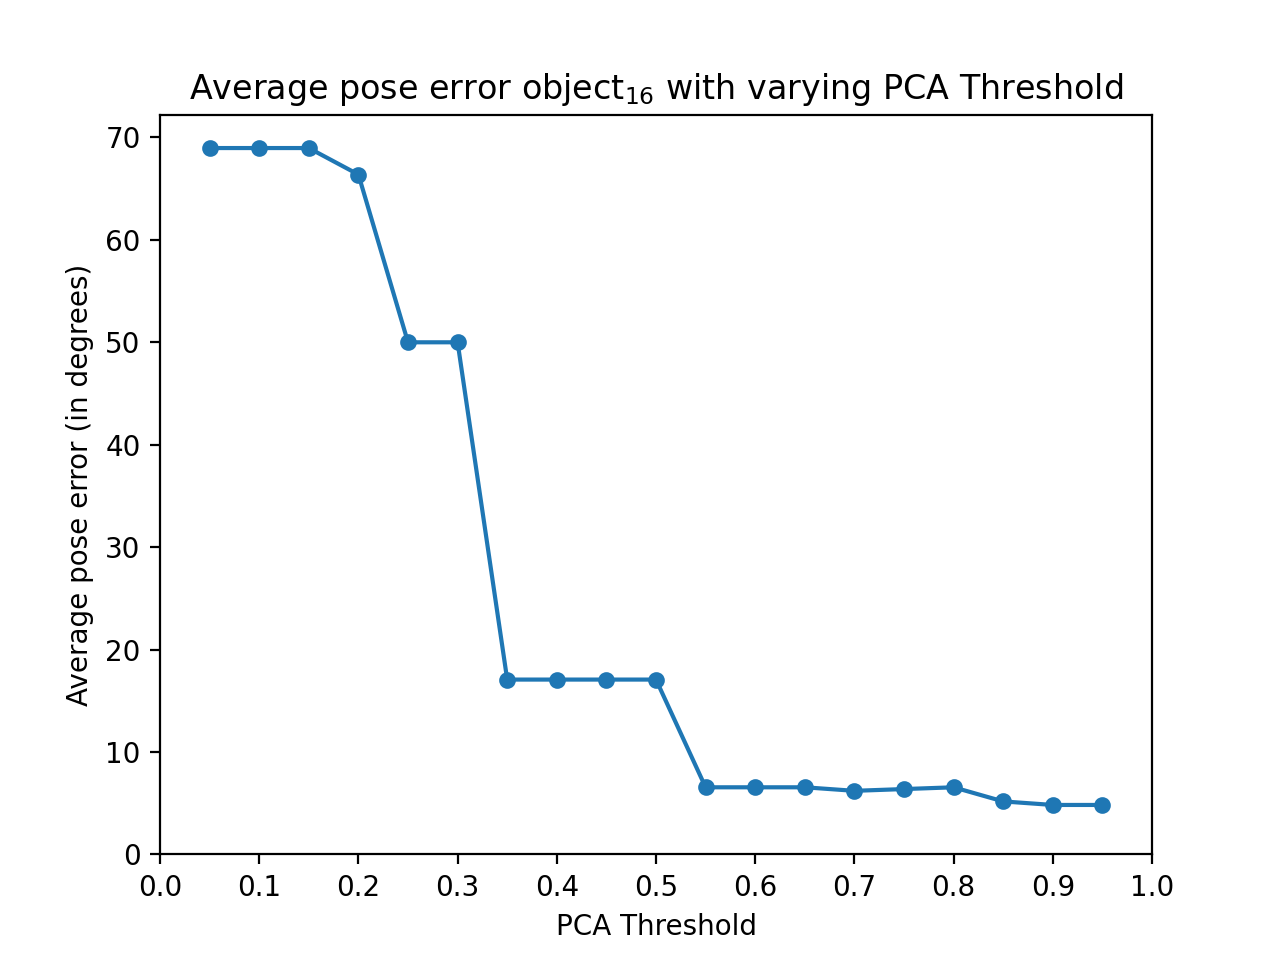 Average pose error object₁₆ with varying PCA Threshold
70
60
50
40
30
20
10
0
Average pose error (in degrees)
0.0 0.1 0.2 0.3 0.4 0.5 0.6 0.7 0.8 0.9 1.0
PCA Threshold